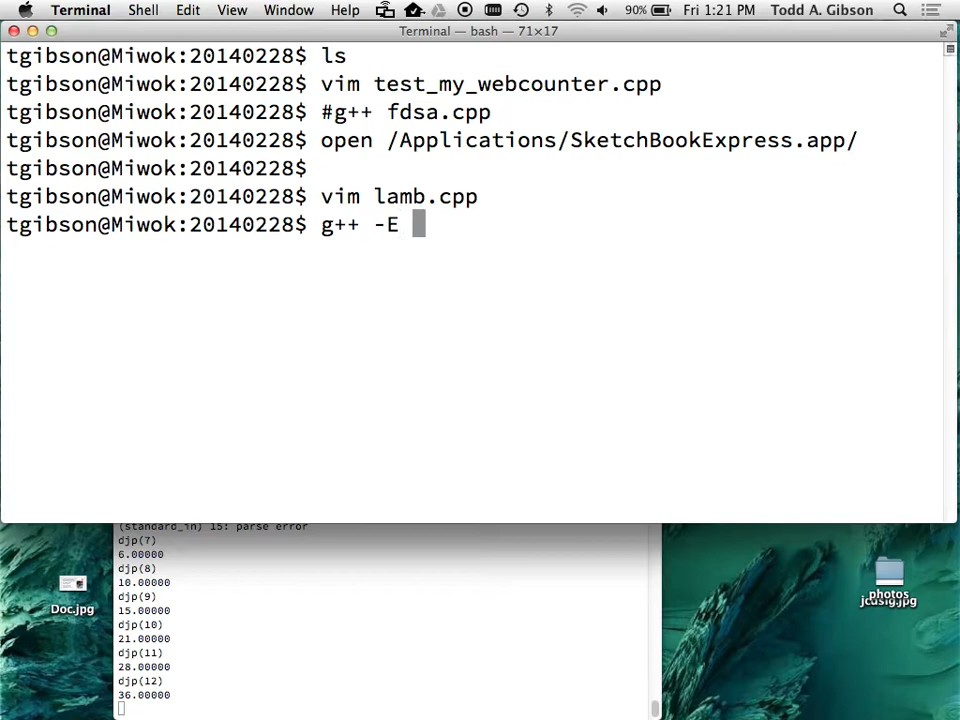 Terminal Shell Edit View Window Help 90% Fri 1:21 PM Todd A. Gibson
Terminal — bash — 71×17
tgibson@Miwok:20140228$ ls
tgibson@Miwok:20140228$ vim test_my_webcounter.cpp
tgibson@Miwok:20140228$ #g++ fdsa.cpp
tgibson@Miwok:20140228$ open /Applications/SketchBookExpress.app/
tgibson@Miwok:20140228$
tgibson@Miwok:20140228$ vim lamb.cpp
tgibson@Miwok:20140228$ g++ -E
(standard_in) 15: parse error
djp(7)
6.00000
djp(8)
10.00000
djp(9)
15.00000
djp(10)
21.00000
djp(11)
28.00000
djp(12)
36.00000
Doc.jpg
photos